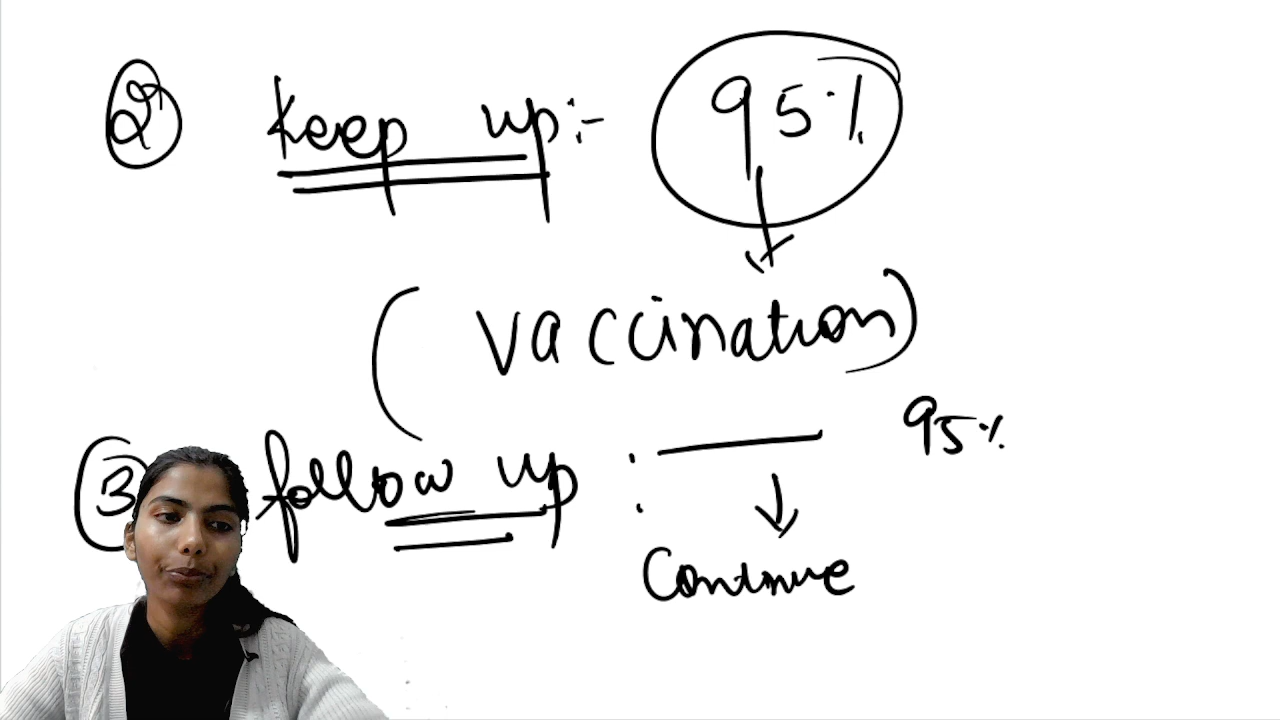 ② Keep up:- 95%
(vaccination)
③ follow up : 95%
Continue